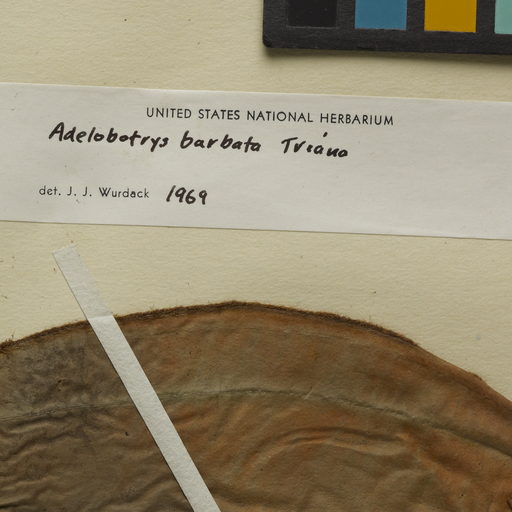 UNITED STATES NATIONAL HERBARIUM
Adelobotrys barbata Triana
det. J. J. Wurdack 1969